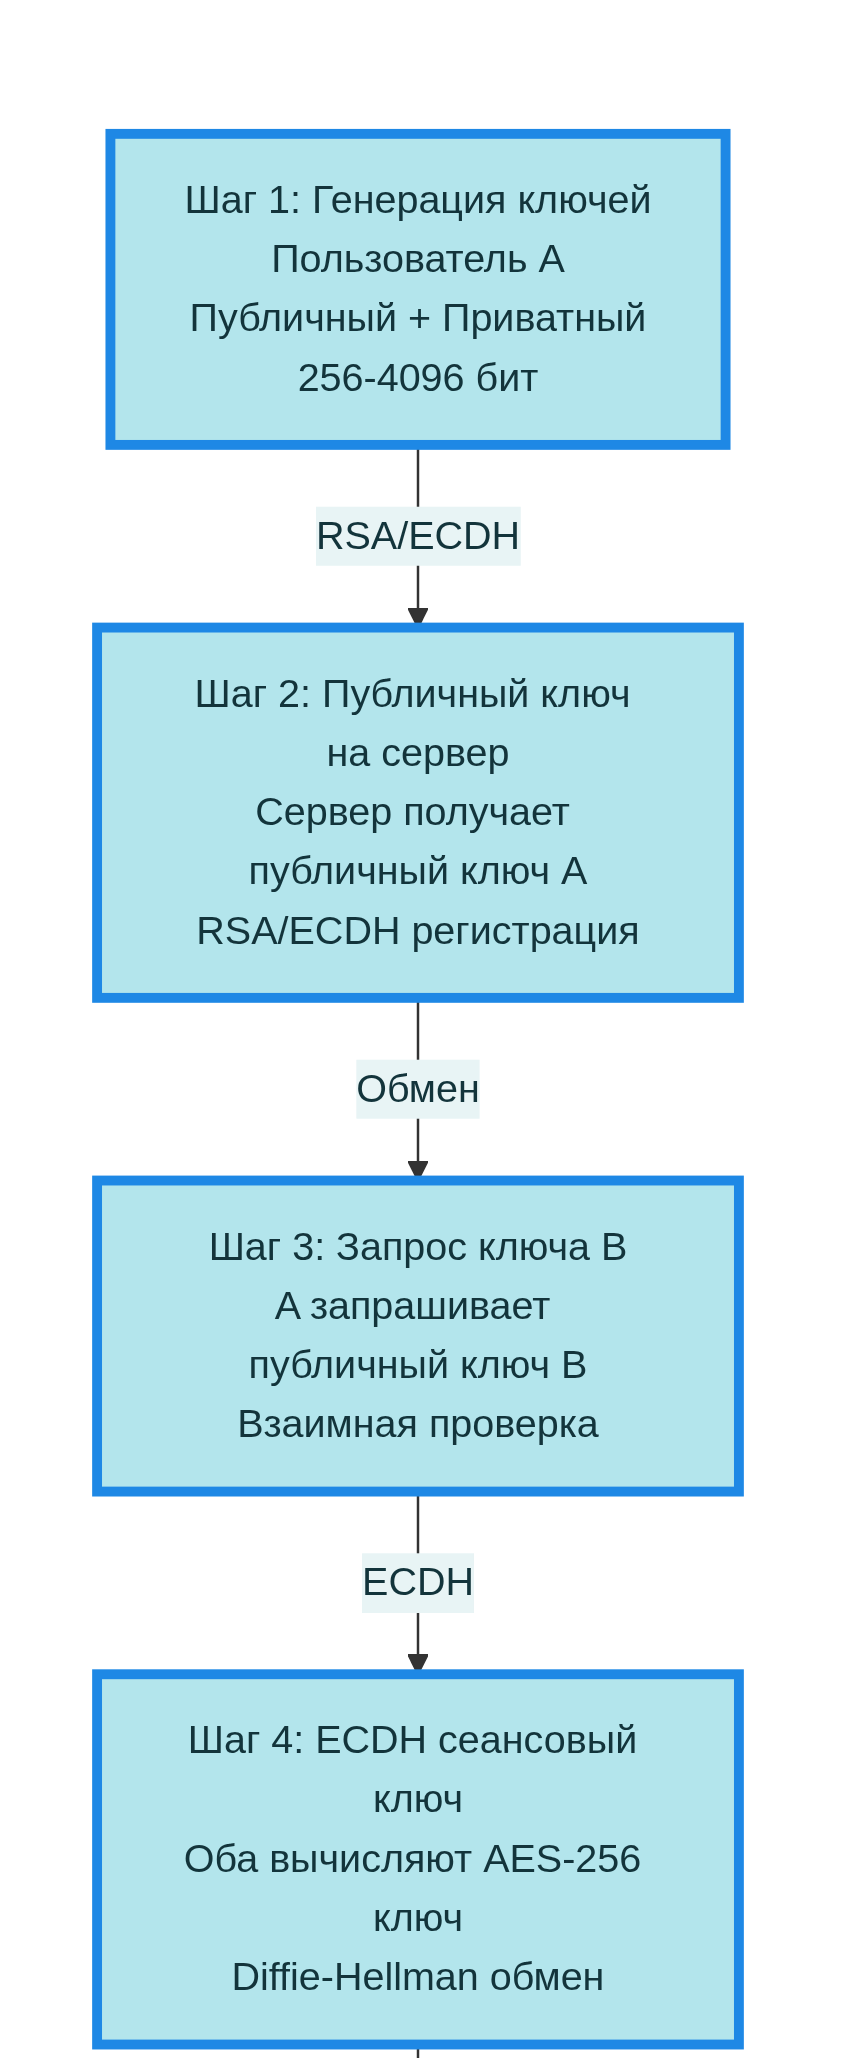 Шаг 1: Генерация ключей
Пользователь A
Публичный + Приватный
256-4096 бит
RSA/ECDH
Шаг 2: Публичный ключ
на сервер
Сервер получает
публичный ключ A
RSA/ECDH регистрация
Обмен
Шаг 3: Запрос ключа B
A запрашивает
публичный ключ B
Взаимная проверка
ECDH
Шаг 4: ECDH сеансовый
ключ
Оба вычисляют AES-256
ключ
Diffie-Hellman обмен